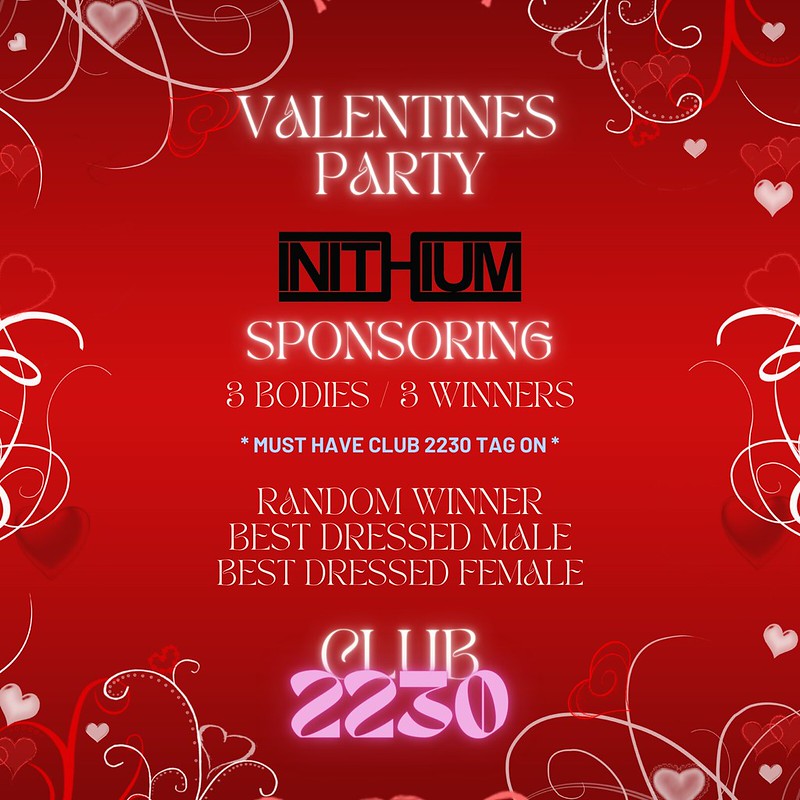 VALENTINES
PARTY
INITHIUM
SPONSORING
3 BODIES / 3 WINNERS
* MUST HAVE CLUB 2230 TAG ON *
RANDOM WINNER
BEST DRESSED MALE
BEST DRESSED FEMALE
CLUB
2230